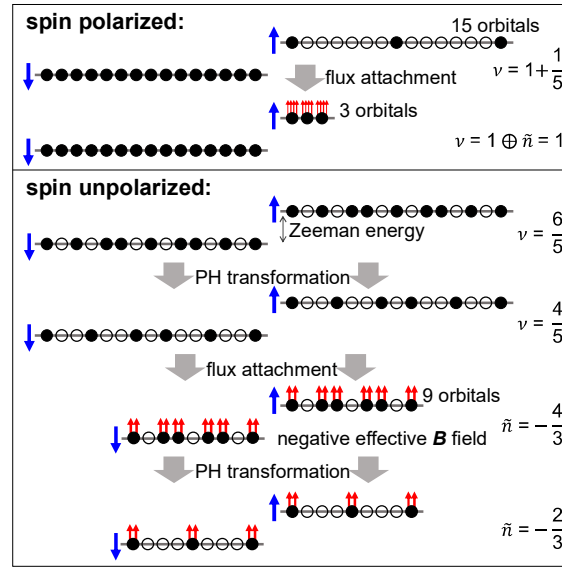 spin polarized:
15 orbitals
ν = 1+ 1/5
flux attachment
3 orbitals
ν = 1 ⊕ ñ = 1
spin unpolarized:
Zeeman energy
ν = 6/5
PH transformation
ν = 4/5
flux attachment
9 orbitals
ñ = − 4/3
negative effective B field
PH transformation
ñ = − 2/3